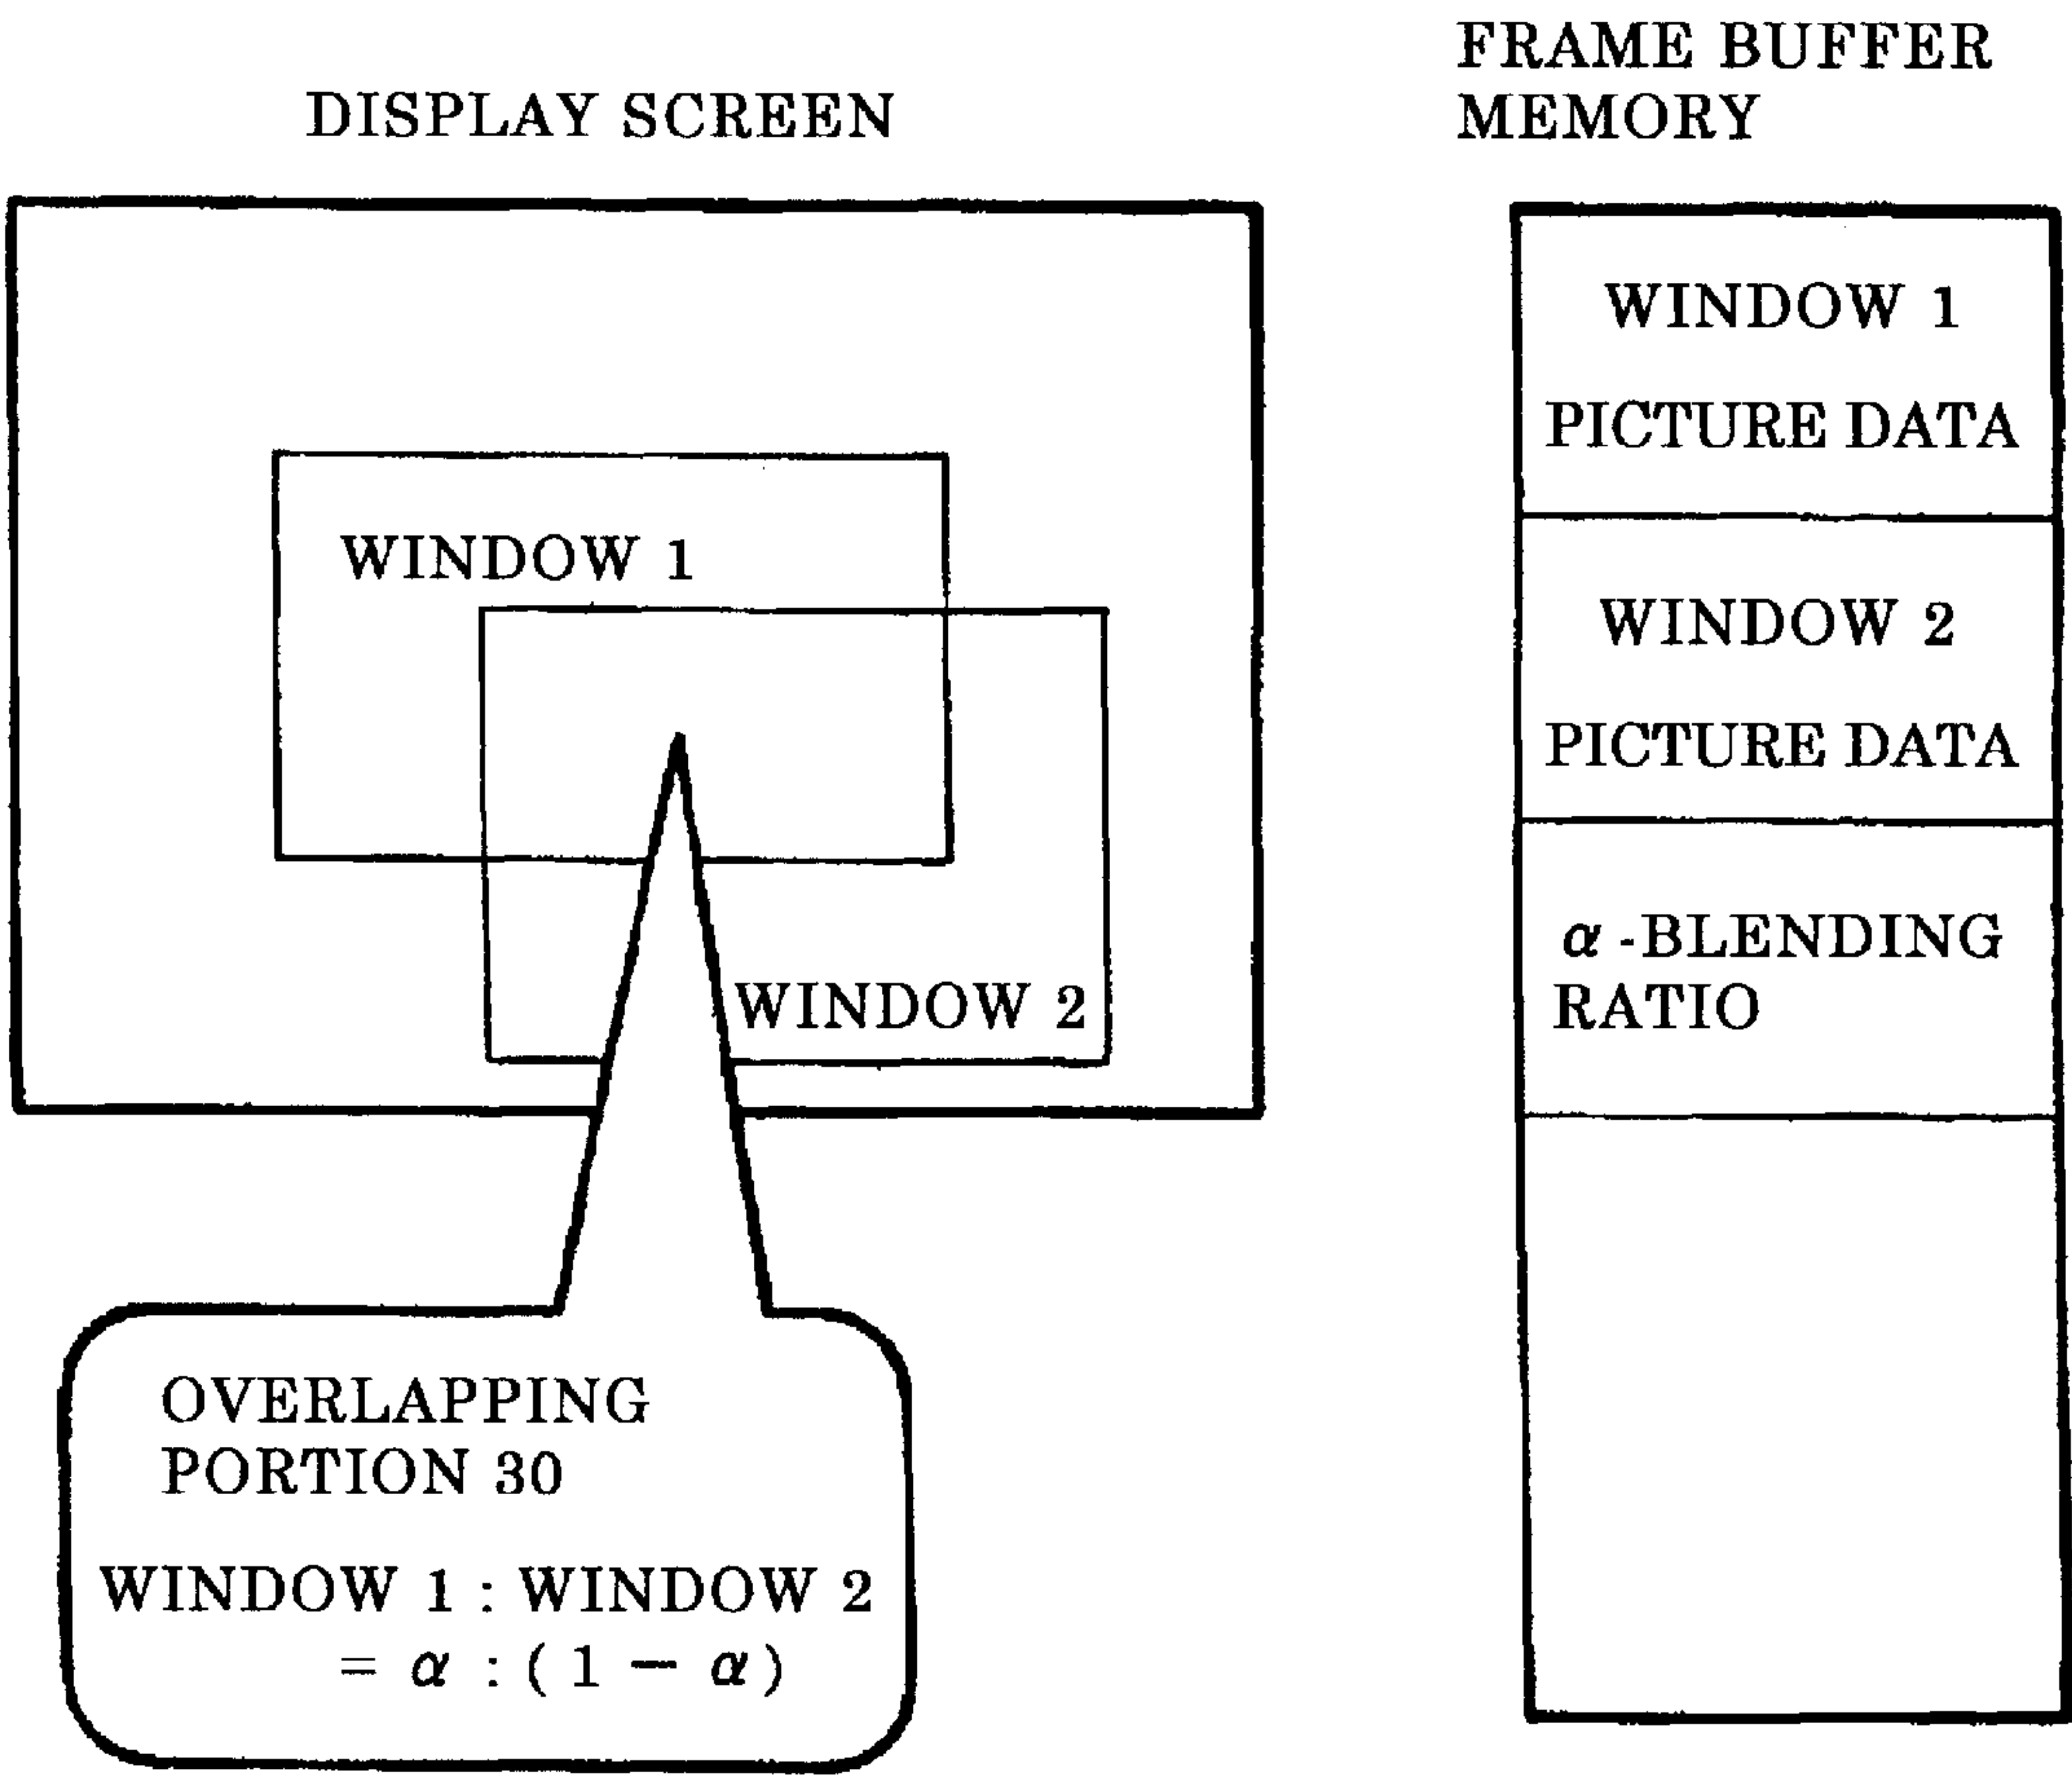 DISPLAY SCREEN
WINDOW 1
WINDOW 2
OVERLAPPING
PORTION 30
WINDOW 1 : WINDOW 2
= α : ( 1 − α )
FRAME BUFFER
MEMORY
WINDOW 1
PICTURE DATA
WINDOW 2
PICTURE DATA
α -BLENDING
RATIO